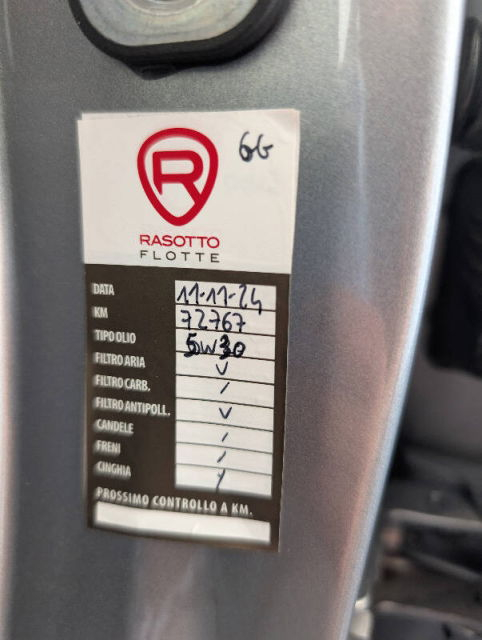 GG
R
RASOTTO
FLOTTE
DATA 11-11-24
KM 72767
TIPO OLIO 5W30
FILTRO ARIA V
FILTRO CARB. /
FILTRO ANTIPOLL. V
CANDELE /
FRENI /
CINGHIA /
PROSSIMO CONTROLLO A KM.